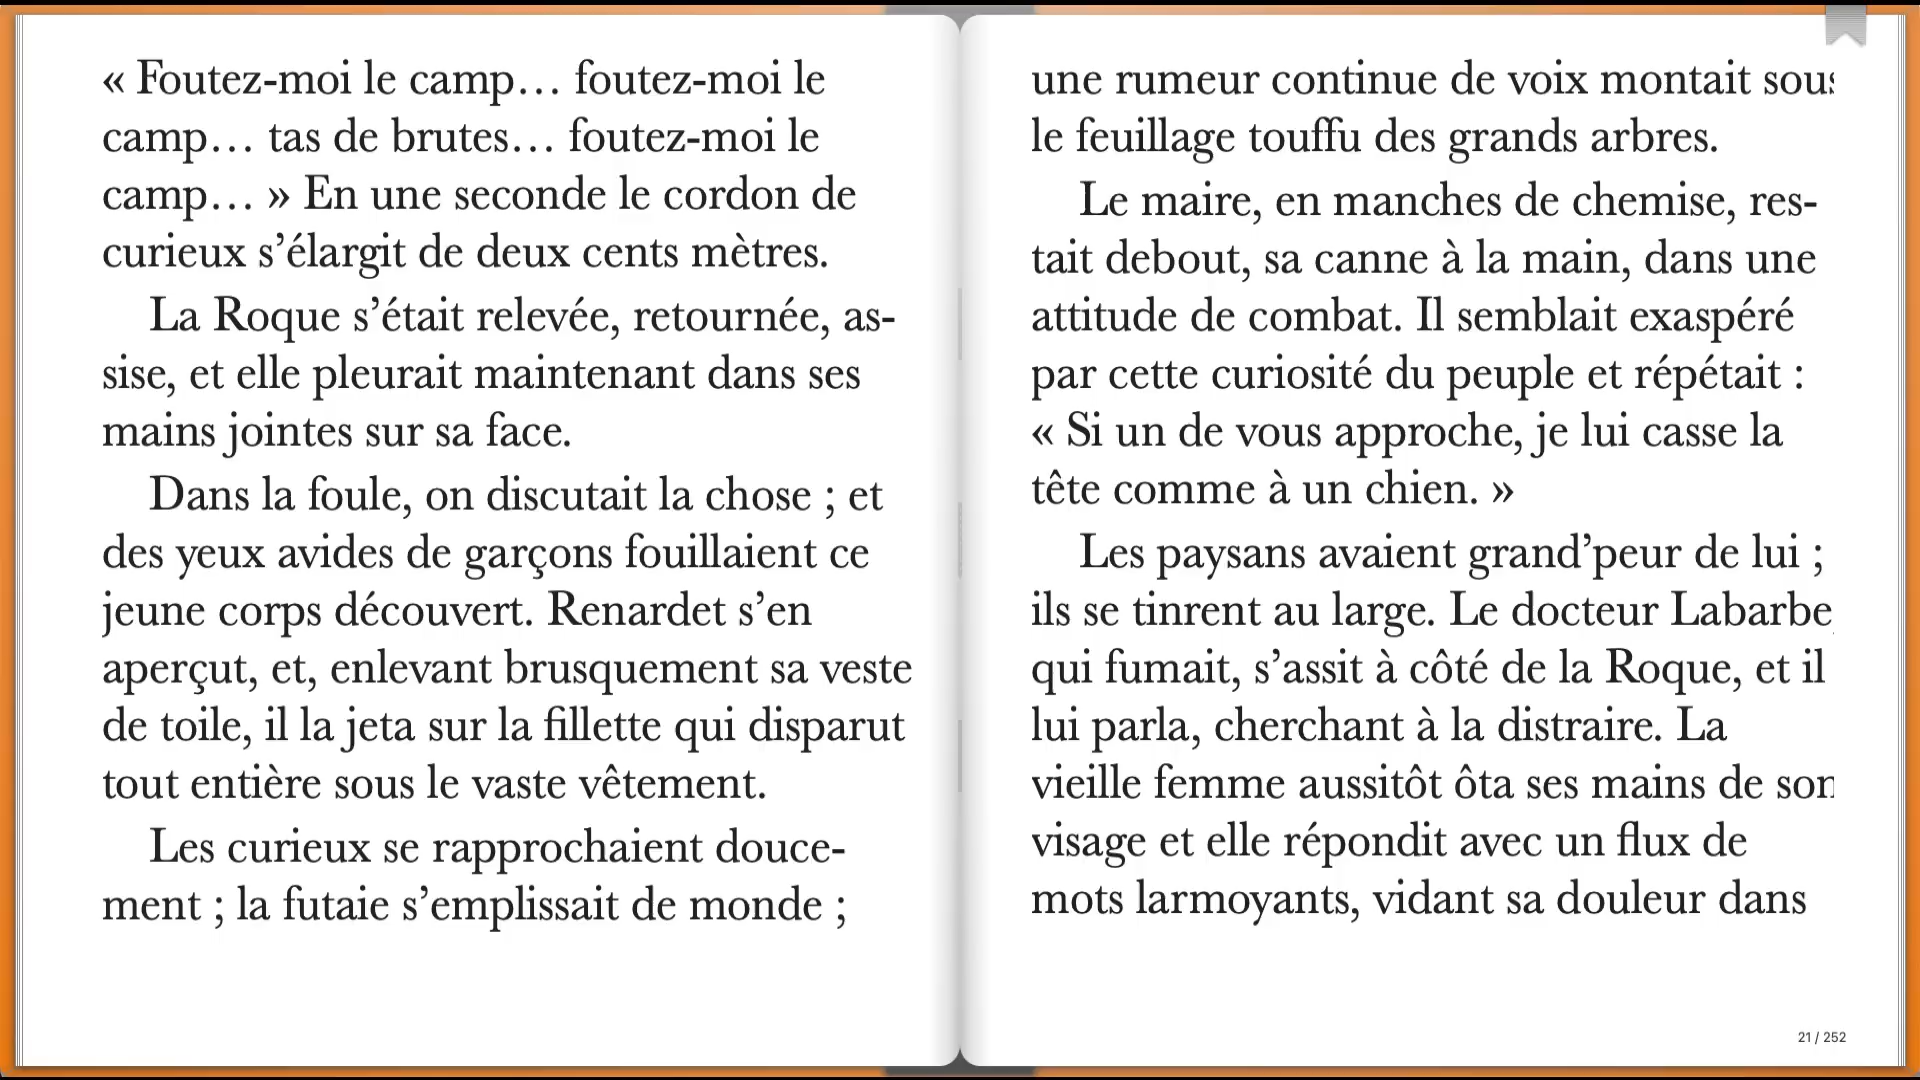 « Foutez-moi le camp… foutez-moi le
camp… tas de brutes… foutez-moi le
camp… » En une seconde le cordon de
curieux s’élargit de deux cents mètres.
La Roque s’était relevée, retournée, as-
sise, et elle pleurait maintenant dans ses
mains jointes sur sa face.
Dans la foule, on discutait la chose ; et
des yeux avides de garçons fouillaient ce
jeune corps découvert. Renardet s’en
aperçut, et, enlevant brusquement sa veste
de toile, il la jeta sur la fillette qui disparut
tout entière sous le vaste vêtement.
Les curieux se rapprochaient douce-
ment ; la futaie s’emplissait de monde ;
une rumeur continue de voix montait sous
le feuillage touffu des grands arbres.
Le maire, en manches de chemise, res-
tait debout, sa canne à la main, dans une
attitude de combat. Il semblait exaspéré
par cette curiosité du peuple et répétait :
« Si un de vous approche, je lui casse la
tête comme à un chien. »
Les paysans avaient grand’peur de lui ;
ils se tinrent au large. Le docteur Labarbe
qui fumait, s’assit à côté de la Roque, et il
lui parla, cherchant à la distraire. La
vieille femme aussitôt ôta ses mains de son
visage et elle répondit avec un flux de
mots larmoyants, vidant sa douleur dans
21 / 252